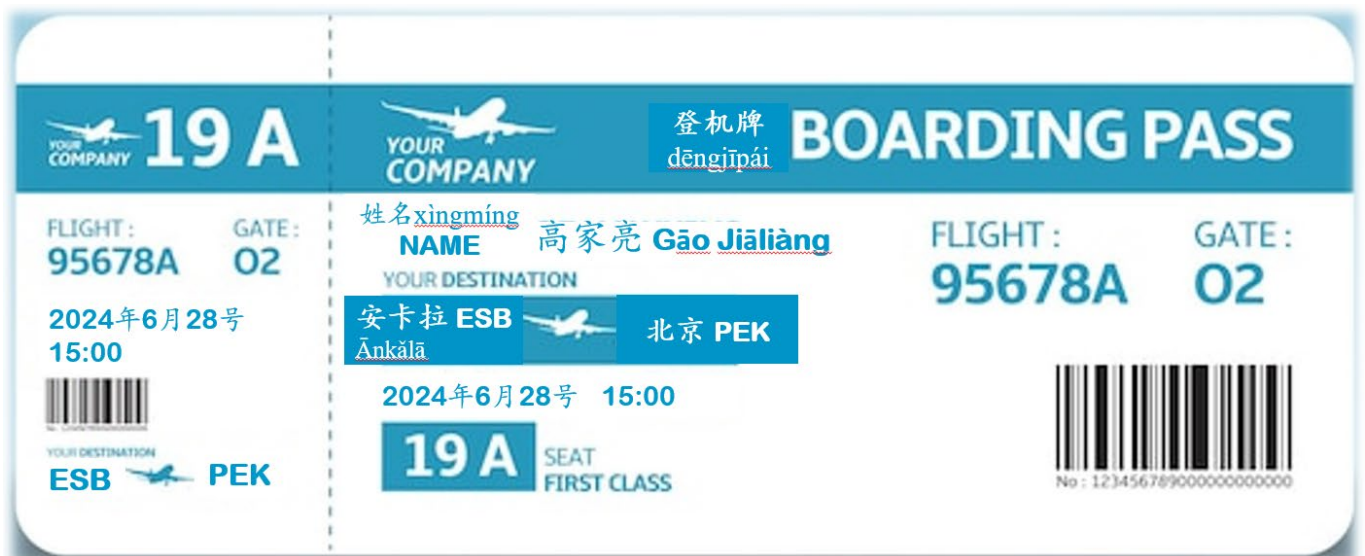 YOUR COMPANY 19 A
FLIGHT : GATE :
95678A O2
2024年6月28号
15:00
YOUR DESTINATION
ESB PEK
YOUR COMPANY
登机牌
dēngjīpái
BOARDING PASS
姓名xìngmíng
NAME
高家亮 Gāo Jiāliàng
YOUR DESTINATION
安卡拉 ESB
Ānkǎlā
北京 PEK
2024年6月28号 15:00
19 A
SEAT
FIRST CLASS
FLIGHT : GATE :
95678A O2
No : 1234567890000000000000